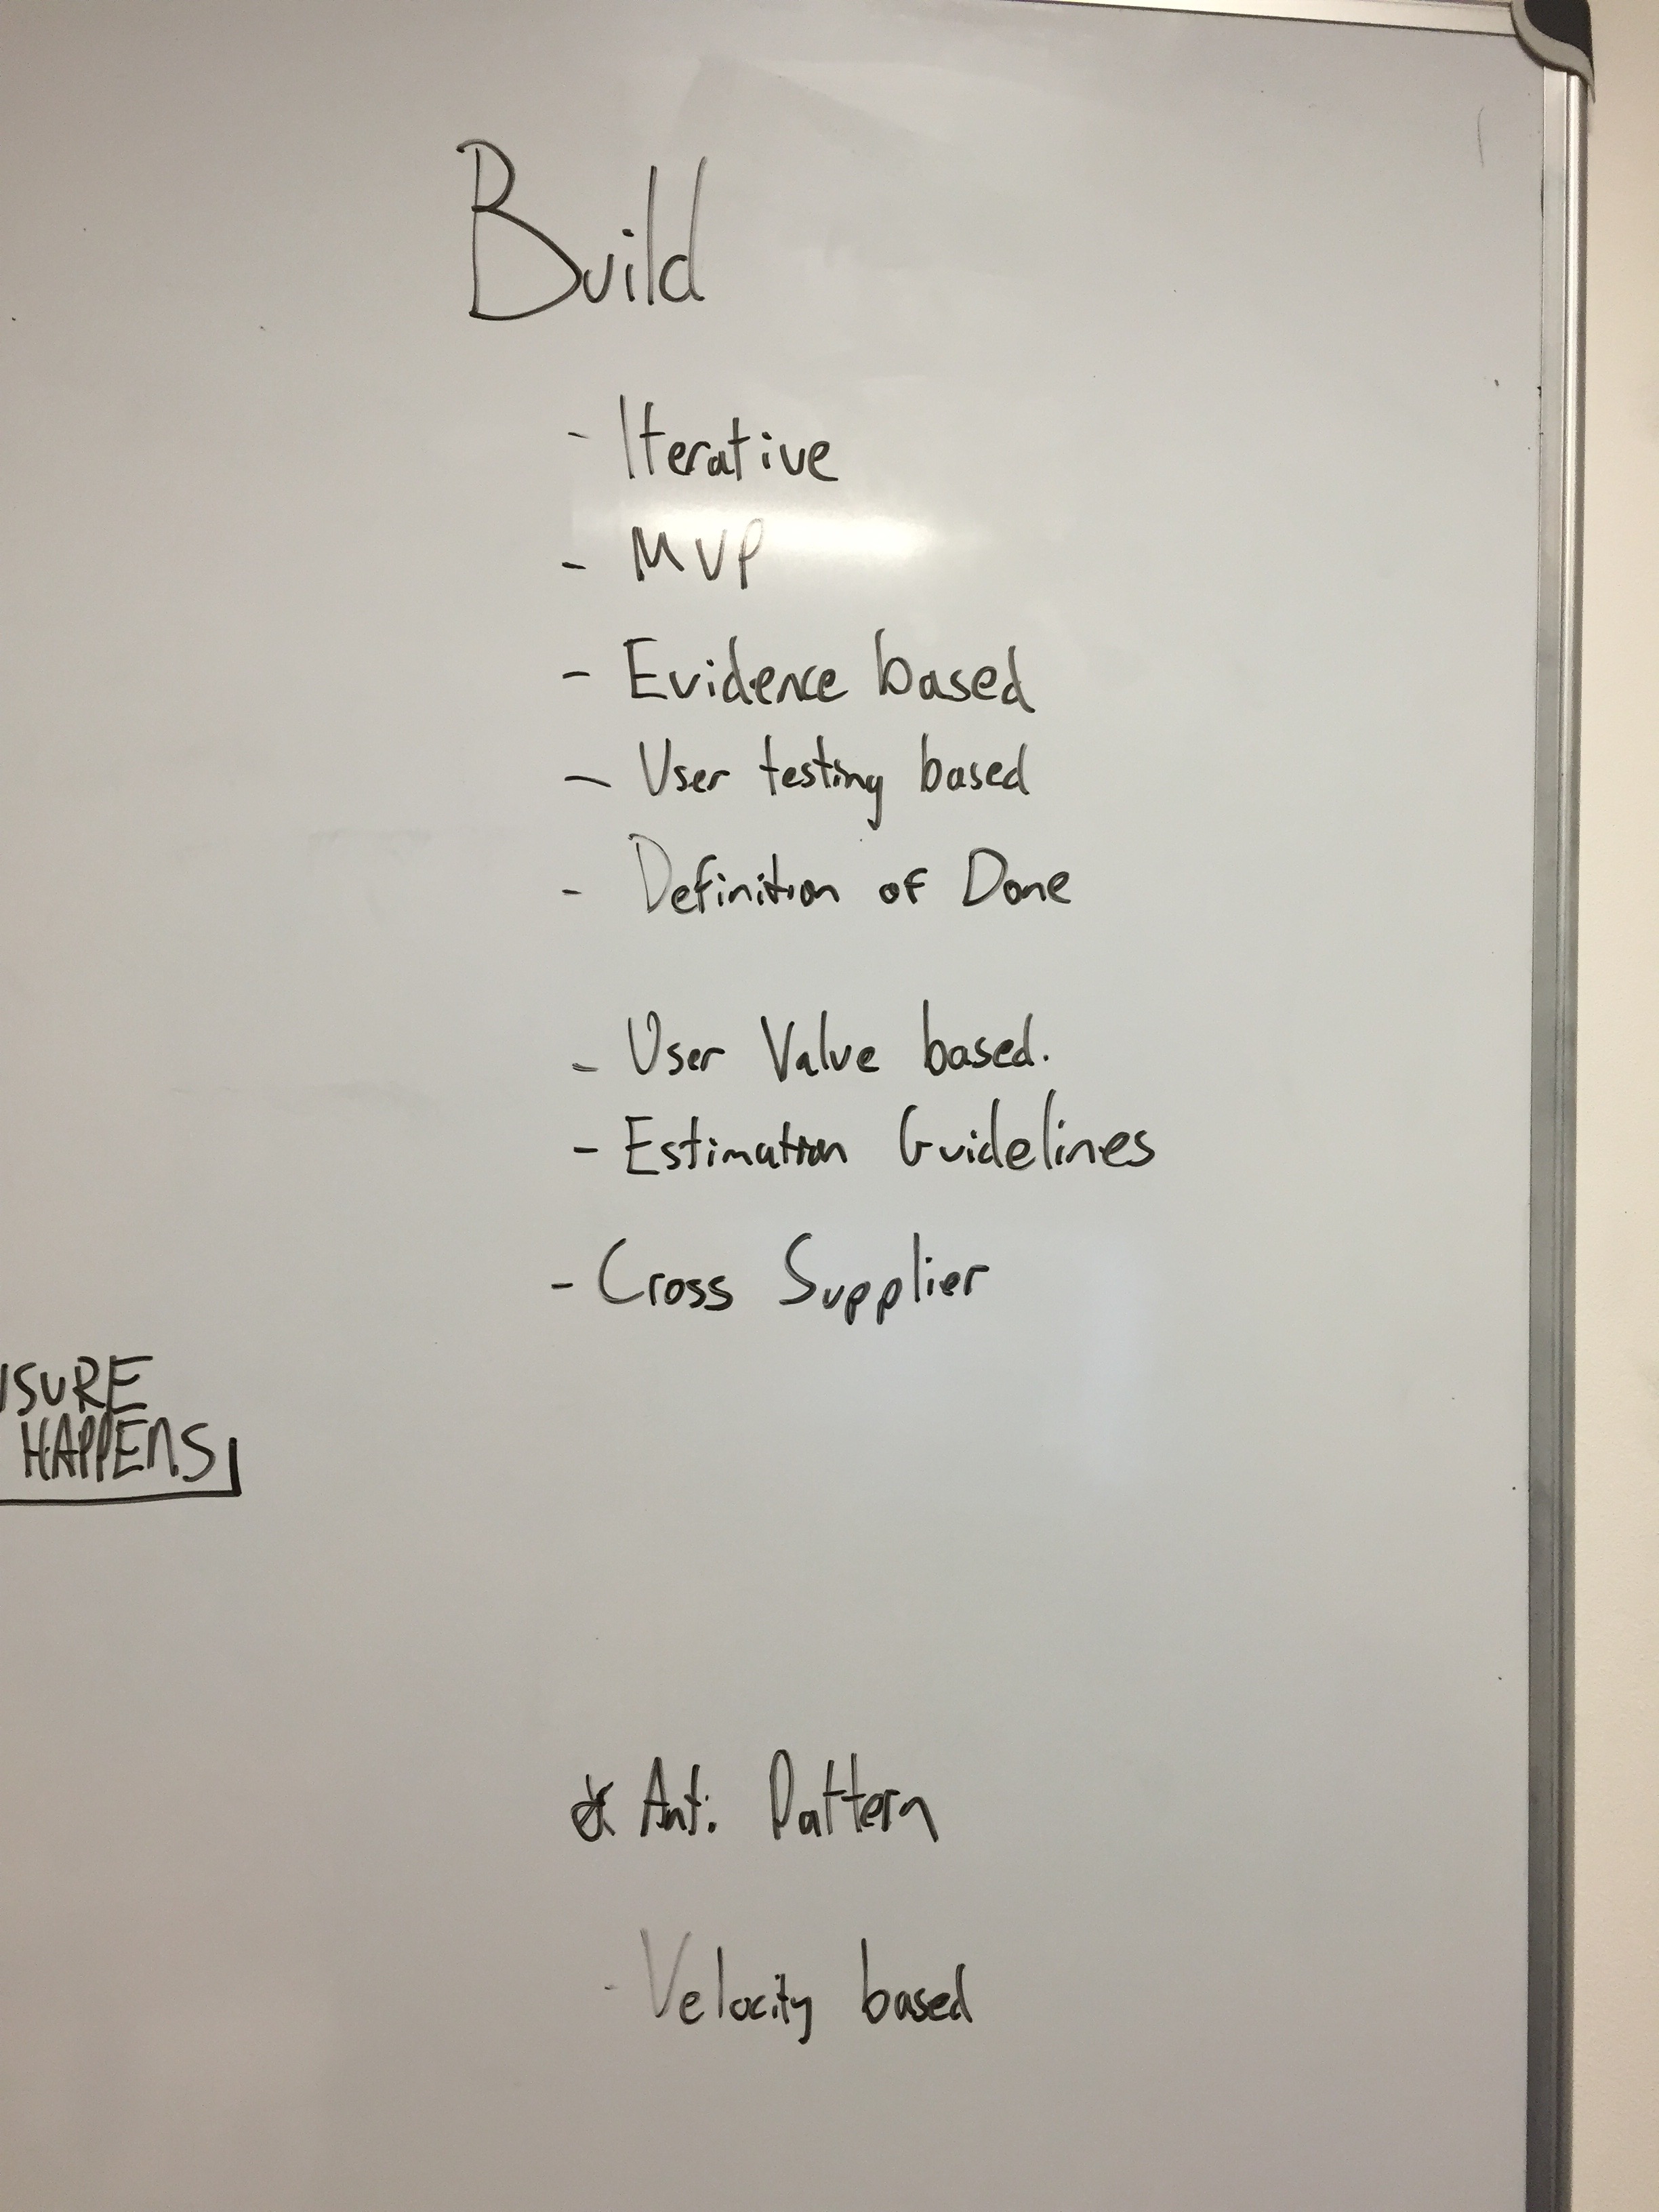 Build
- Iterative
- MVP
- Evidence based
- User testing based
- Definition of Done
- User Value based.
- Estimation Guidelines
- Cross Supplier
SURE
HAPPENS
* Anti Pattern
- Velocity based